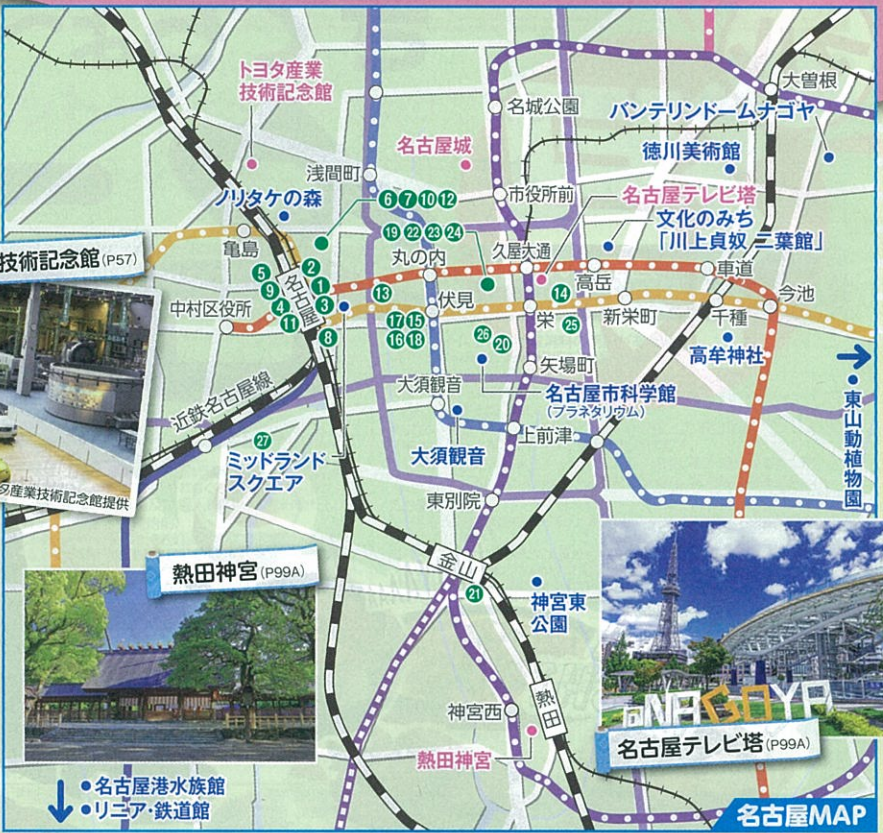 トヨタ産業
技術記念館
大曽根
名城公園
バンテリンドームナゴヤ
名古屋城
徳川美術館
浅間町
市役所前
名古屋テレビ塔
ノリタケの森
6 7 10 12
文化のみち
「川上貞奴 二葉館」
亀島
19 22 23 24
久屋大通
技術記念館(P57)
丸の内
高岳
車道
5
2
9
名古屋
1
13
14
今池
中村区役所
4
3
伏見
栄
新栄町
千種
11
17 15
25
8
16 18
26
20
高牟神社
矢場町
近鉄名古屋線
大須観音
名古屋市科学館
(プラネタリウム)
東山動植物園
27
ミッドランド
スクエア
大須観音
上前津
タ産業技術記念館提供
東別院
金山
熱田神宮(P99A)
21
神宮東
公園
熱田
神宮西
NAGOYA
熱田神宮
名古屋テレビ塔(P99A)
名古屋港水族館
リニア・鉄道館
名古屋MAP